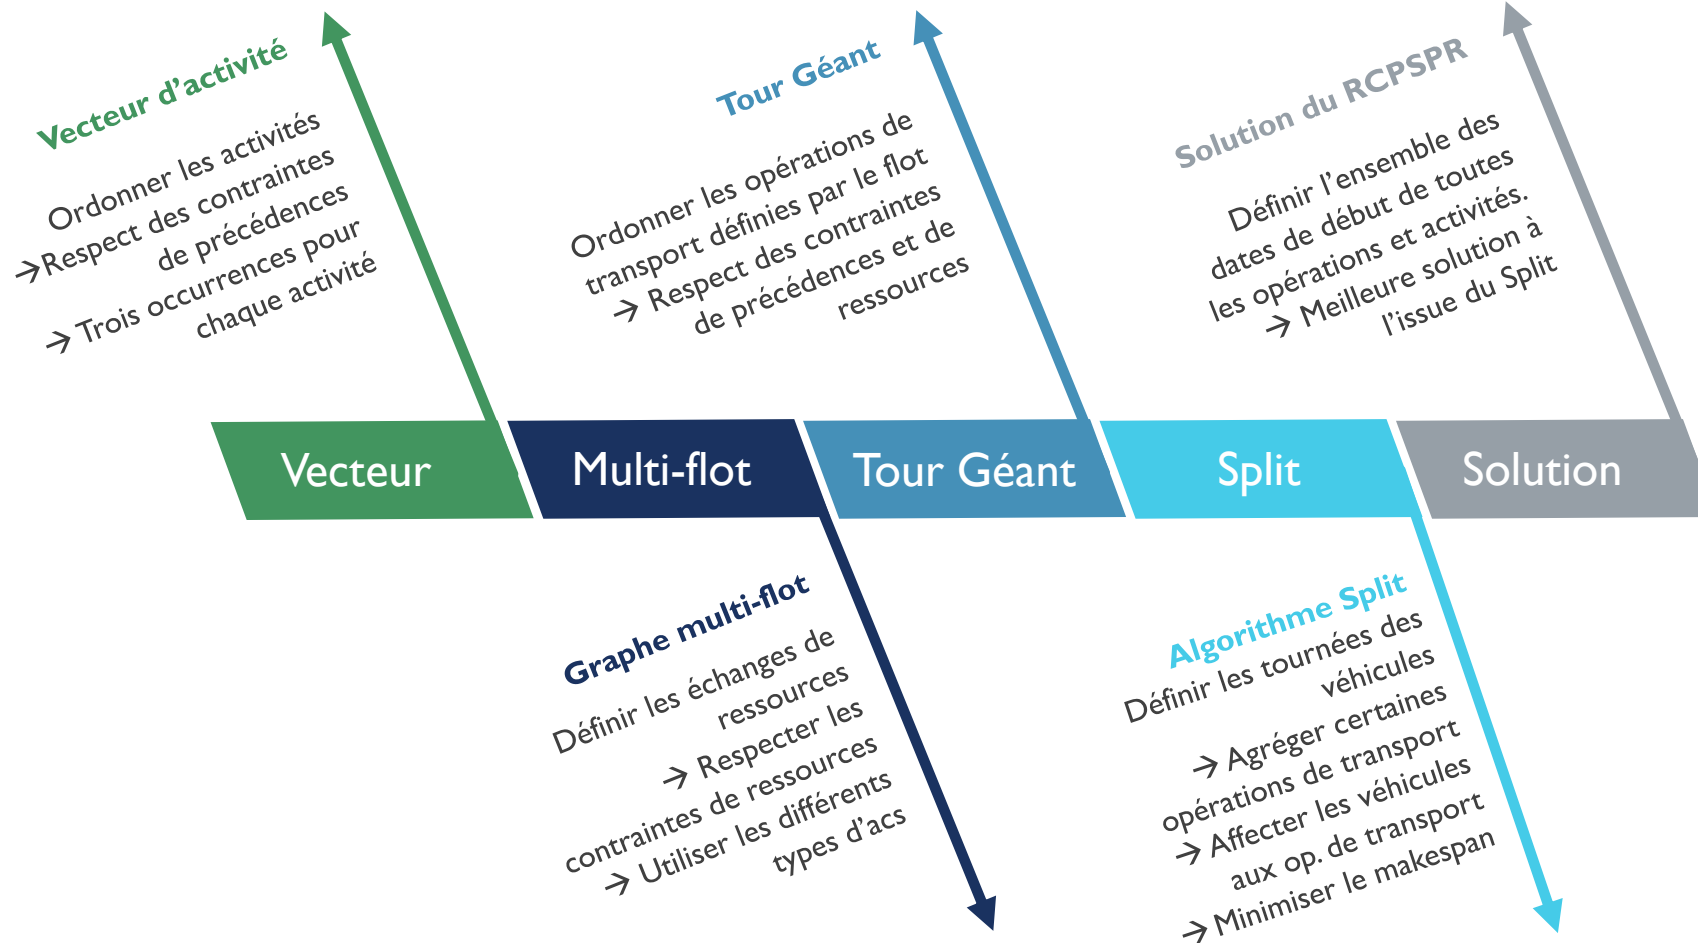 Vecteur d’activité
Ordonner les activités
→Respect des contraintes
de précédences
→ Trois occurrences pour
chaque activité
Tour Géant
Ordonner les opérations de
transport définies par le flot
→ Respect des contraintes
de précédences et de
ressources
Solution du RCPSPR
Définir l’ensemble des
dates de début de toutes
les opérations et activités.
→ Meilleure solution à
l’issue du Split
Vecteur
Multi-flot
Tour Géant
Split
Solution
Graphe multi-flot
Définir les échanges de
ressources
→ Respecter les
contraintes de ressources
→ Utiliser les différents
types d’acs
Algorithme Split
Définir les tournées des
véhicules
→ Agréger certaines
opérations de transport
→ Affecter les véhicules
aux op. de transport
→ Minimiser le makespan